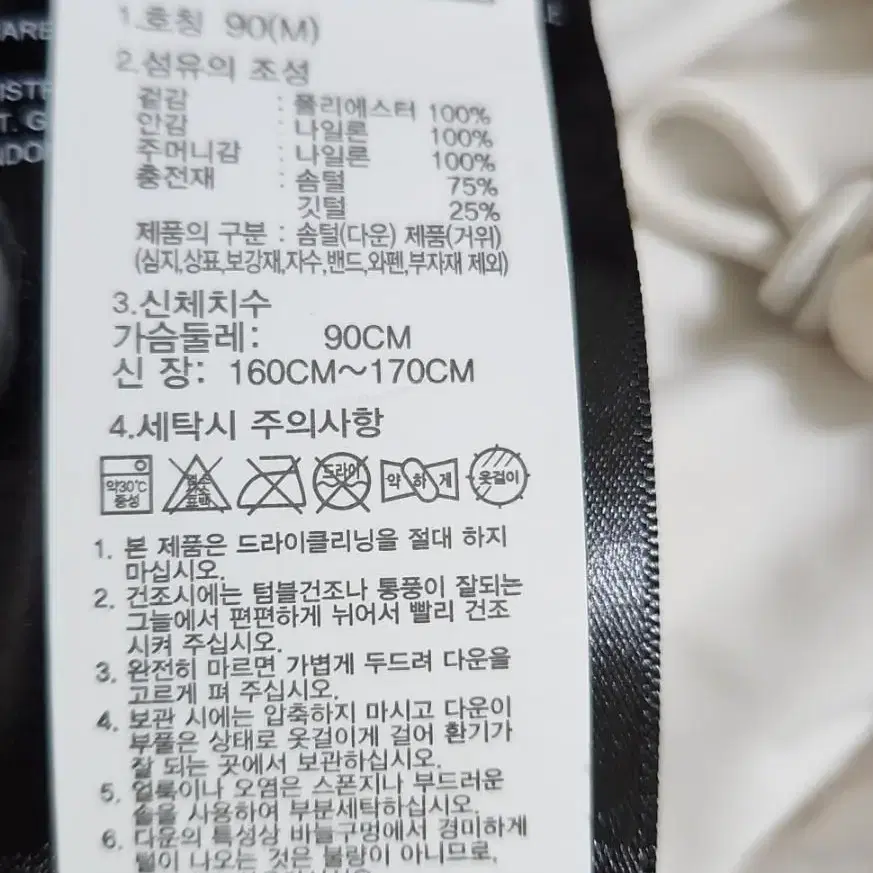 1.호칭 90(M)
2.섬유의 조성
겉감 : 폴리에스터 100%
안감 : 나일론 100%
주머니감 : 나일론 100%
충전재 : 솜털 75%
깃털 25%
제품의 구분 : 솜털(다운) 제품(거위)
(심지,상표,보강재,자수,밴드,와펜,부자재 제외)
3.신체치수
가슴둘레: 90CM
신 장: 160CM~170CM
4.세탁시 주의사항
약30℃
중성
염소
표백
드라이
약하게
옷걸이
1. 본 제품은 드라이클리닝을 절대 하지
마십시오.
2. 건조시에는 텀블건조나 통풍이 잘되는
그늘에서 편편하게 뉘어서 빨리 건조
시켜 주십시오.
3. 완전히 마르면 가볍게 두드려 다운을
고르게 펴 주십시오.
4. 보관 시에는 압축하지 마시고 다운이
부풀은 상태로 옷걸이게 걸어 환기가
잘 되는 곳에서 보관하십시오.
5. 얼룩이나 오염은 스폰지나 부드러운
솔을 사용하여 부분세탁하십시오.
6. 다운의 특성상 바늘구멍에서 경미하게
털이 나오는 것은 불량이 아니므로,